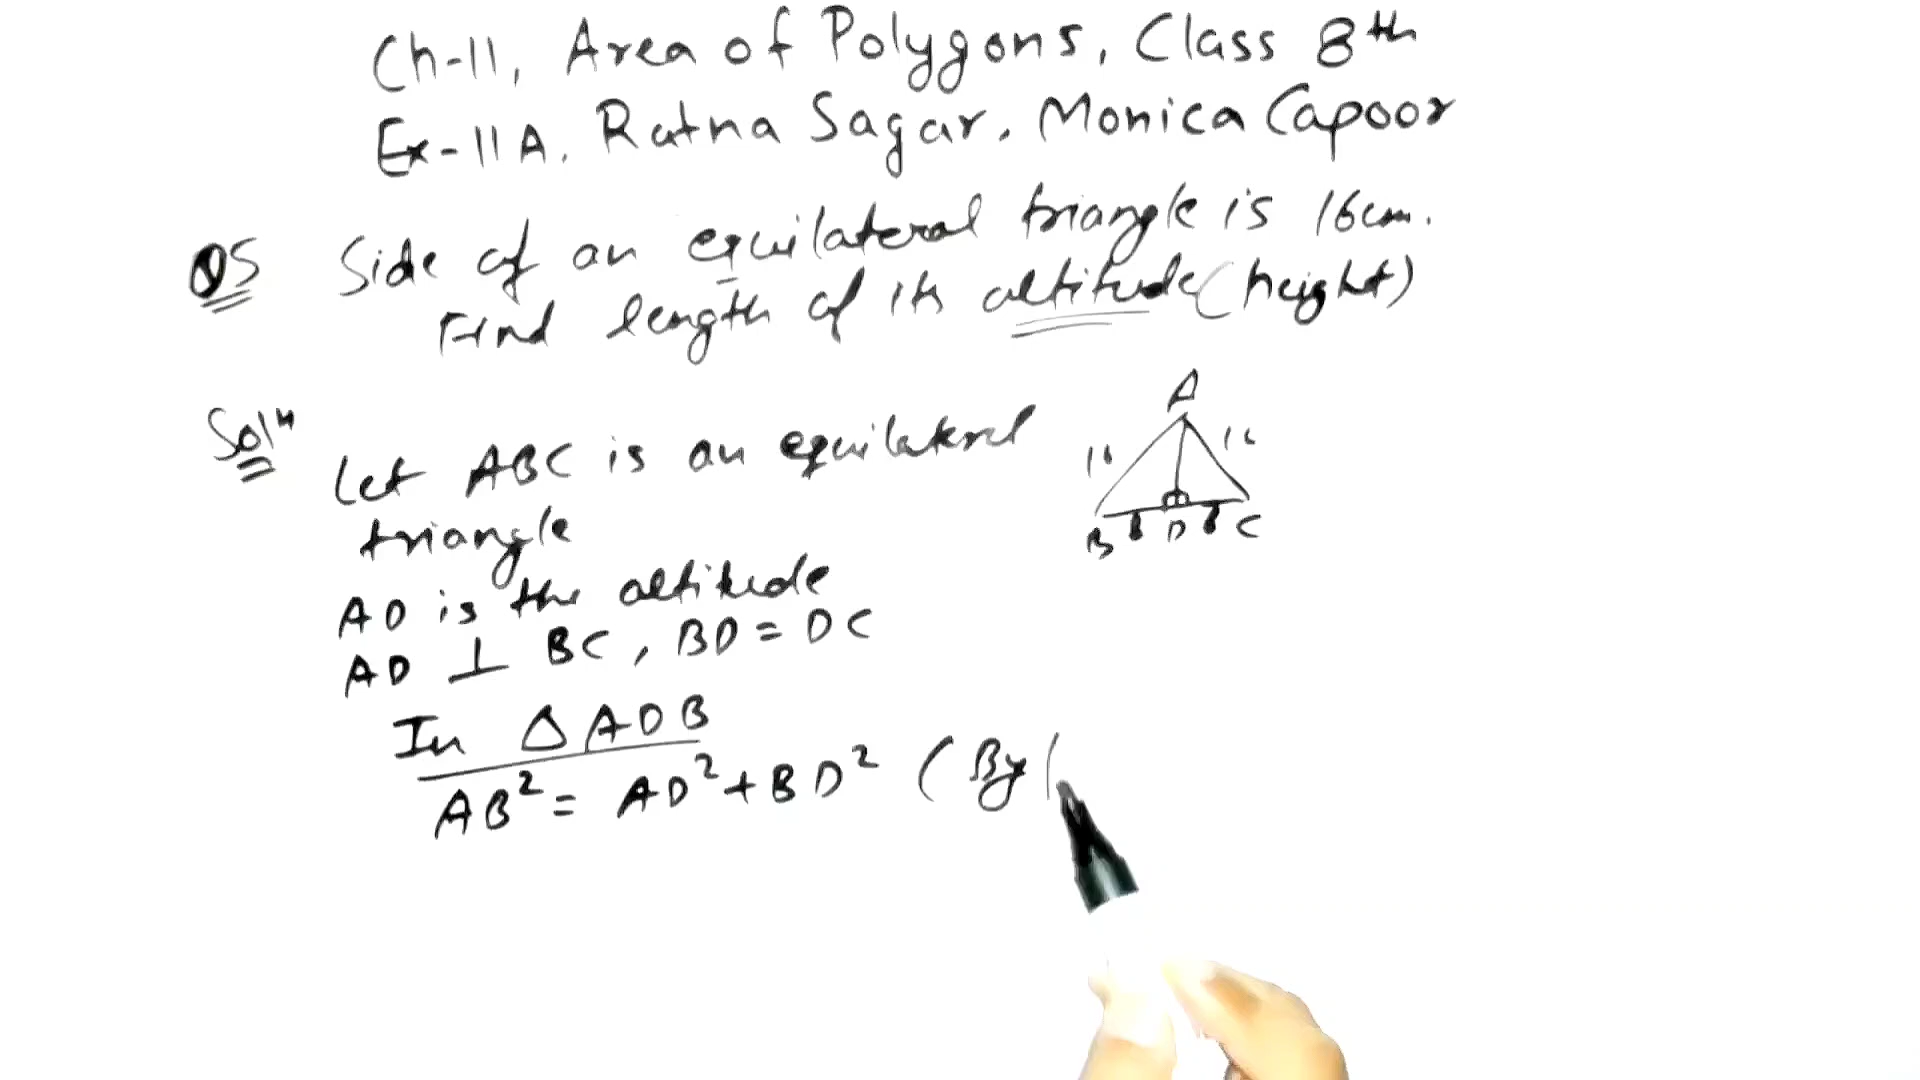 Ch-11, Area of Polygons, Class 8th
Ex-11A, Ratna Sagar, Monica Capoor
Q5 Side of an equilateral triangle is 16cm.
Find length of its altitude (height)
Soln
Let ABC is an equilateral
triangle
AD is the altitude
AD ⊥ BC, BD = DC
In △ ADB
AB² = AD² + BD² (By
A
16 16
B D C